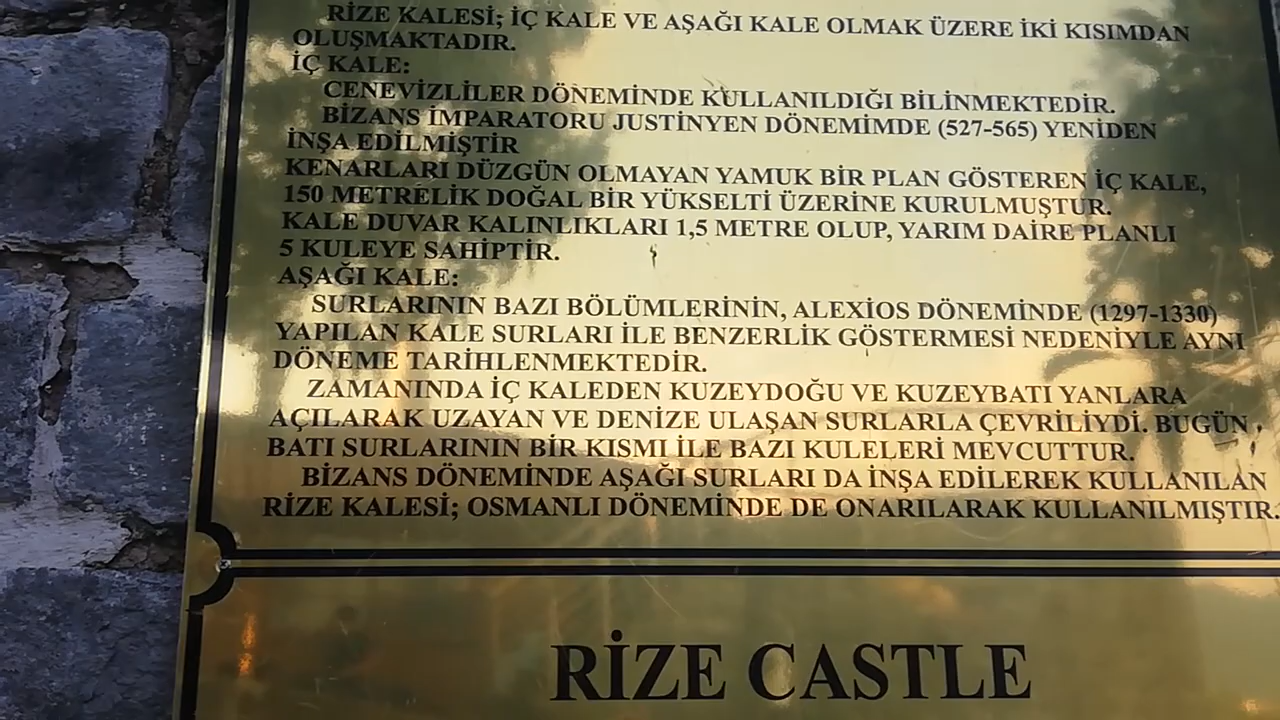 RİZE KALESİ; İÇ KALE VE AŞAĞI KALE OLMAK ÜZERE İKİ KISIMDAN
OLUŞMAKTADIR.
İÇ KALE:
CENEVİZLİLER DÖNEMİNDE KULLANILDIĞI BİLİNMEKTEDİR.
BİZANS İMPARATORU JUSTİNYEN DÖNEMİMDE (527-565) YENİDEN
İNŞA EDİLMİŞTİR
KENARLARI DÜZGÜN OLMAYAN YAMUK BİR PLAN GÖSTEREN İÇ KALE,
150 METRELİK DOĞAL BİR YÜKSELTİ ÜZERİNE KURULMUŞTUR.
KALE DUVAR KALINLIKLARI 1,5 METRE OLUP, YARIM DAİRE PLANLI
5 KULEYE SAHİPTİR.
AŞAĞI KALE:
SURLARININ BAZI BÖLÜMLERİNİN, ALEXİOS DÖNEMİNDE (1297-1330)
YAPILAN KALE SURLARI İLE BENZERLİK GÖSTERMESİ NEDENİYLE AYNI
DÖNEME TARİHLENMEKTEDİR.
ZAMANINDA İÇ KALEDEN KUZEYDOĞU VE KUZEYBATI YANLARA
AÇILARAK UZAYAN VE DENİZE ULAŞAN SURLARLA ÇEVRİLİYDİ. BUGÜN
BATI SURLARININ BİR KISMI İLE BAZI KULELERİ MEVCUTTUR.
BİZANS DÖNEMİNDE AŞAĞI SURLARI DA İNŞA EDİLEREK KULLANILAN
RİZE KALESİ; OSMANLI DÖNEMİNDE DE ONARILARAK KULLANILMIŞTIR.
RİZE CASTLE